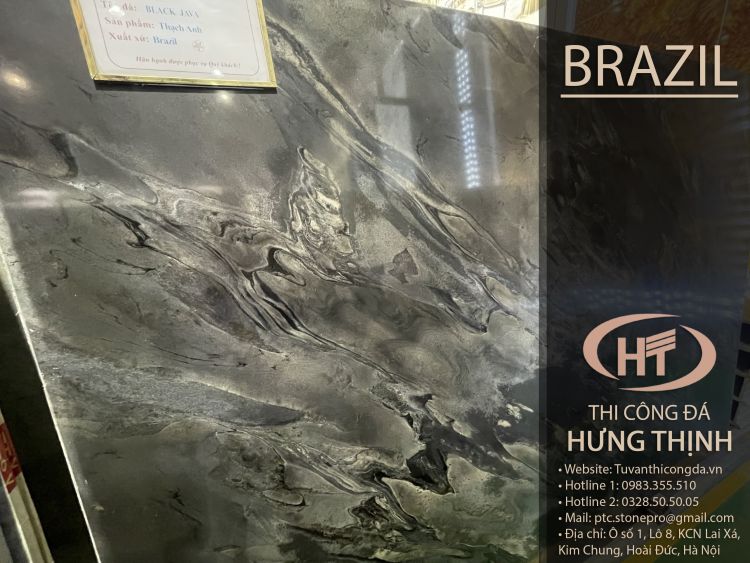 Tên đá: BLACK JAVA
Sản phẩm: Thạch Anh
Xuất xứ: Brazil
Hân hạnh được phục vụ Quý khách!
BRAZIL
HT
THI CÔNG ĐÁ
HƯNG THỊNH
• Website: Tuvanthicongda.vn
• Hotline 1: 0983.355.510
• Hotline 2: 0328.50.50.05
• Mail: ptc.stonepro@gmail.com
• Địa chỉ: Ô số 1, Lô 8, KCN Lai Xá,
Kim Chung, Hoài Đức, Hà Nội